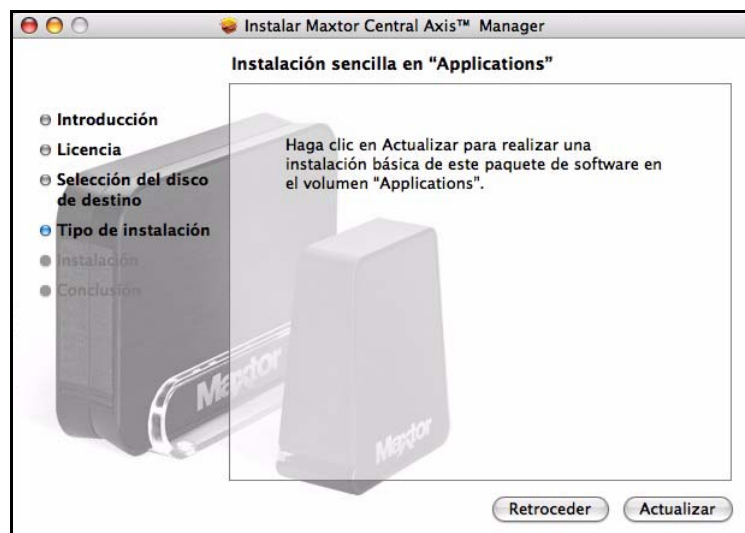 Instalar Maxtor Central Axis™ Manager
Instalación sencilla en “Applications”
Introducción
Licencia
Selección del disco
de destino
Tipo de instalación
Instalación
Conclusión
Haga clic en Actualizar para realizar una
instalación básica de este paquete de software en
el volumen “Applications”.
Maxtor
Maxtor
Retroceder
Actualizar